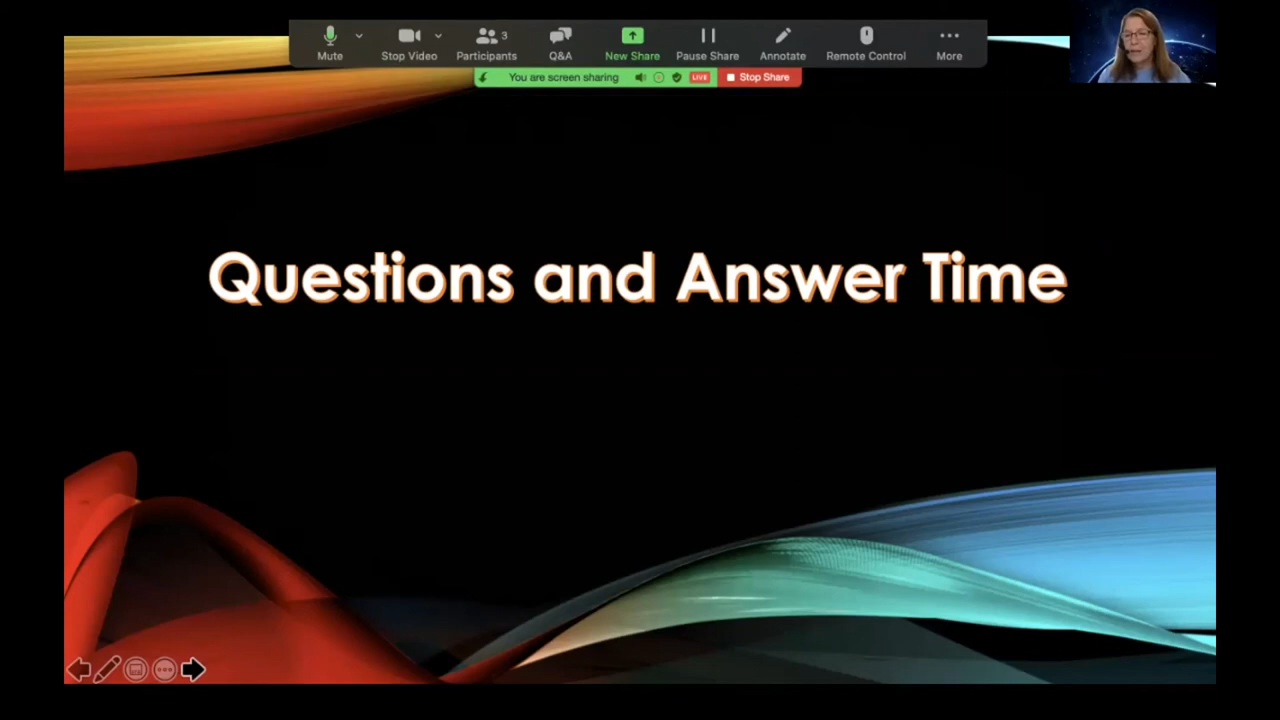 Mute Stop Video Participants 3 Q&A New Share Pause Share Annotate Remote Control More
You are screen sharing LIVE Stop Share
Questions and Answer Time